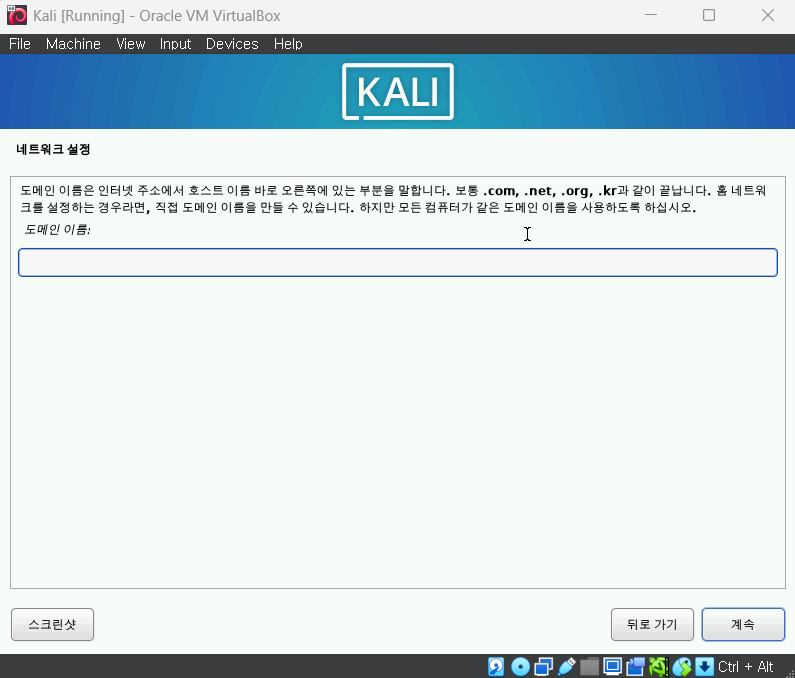 Kali [Running] - Oracle VM VirtualBox
File Machine View Input Devices Help
KALI
네트워크 설정
도메인 이름은 인터넷 주소에서 호스트 이름 바로 오른쪽에 있는 부분을 말합니다. 보통 .com, .net, .org, .kr과 같이 끝납니다. 홈 네트워
크를 설정하는 경우라면, 직접 도메인 이름을 만들 수 있습니다. 하지만 모든 컴퓨터가 같은 도메인 이름을 사용하도록 하십시오.
도메인 이름:
스크린샷 뒤로 가기 계속
Ctrl + Alt